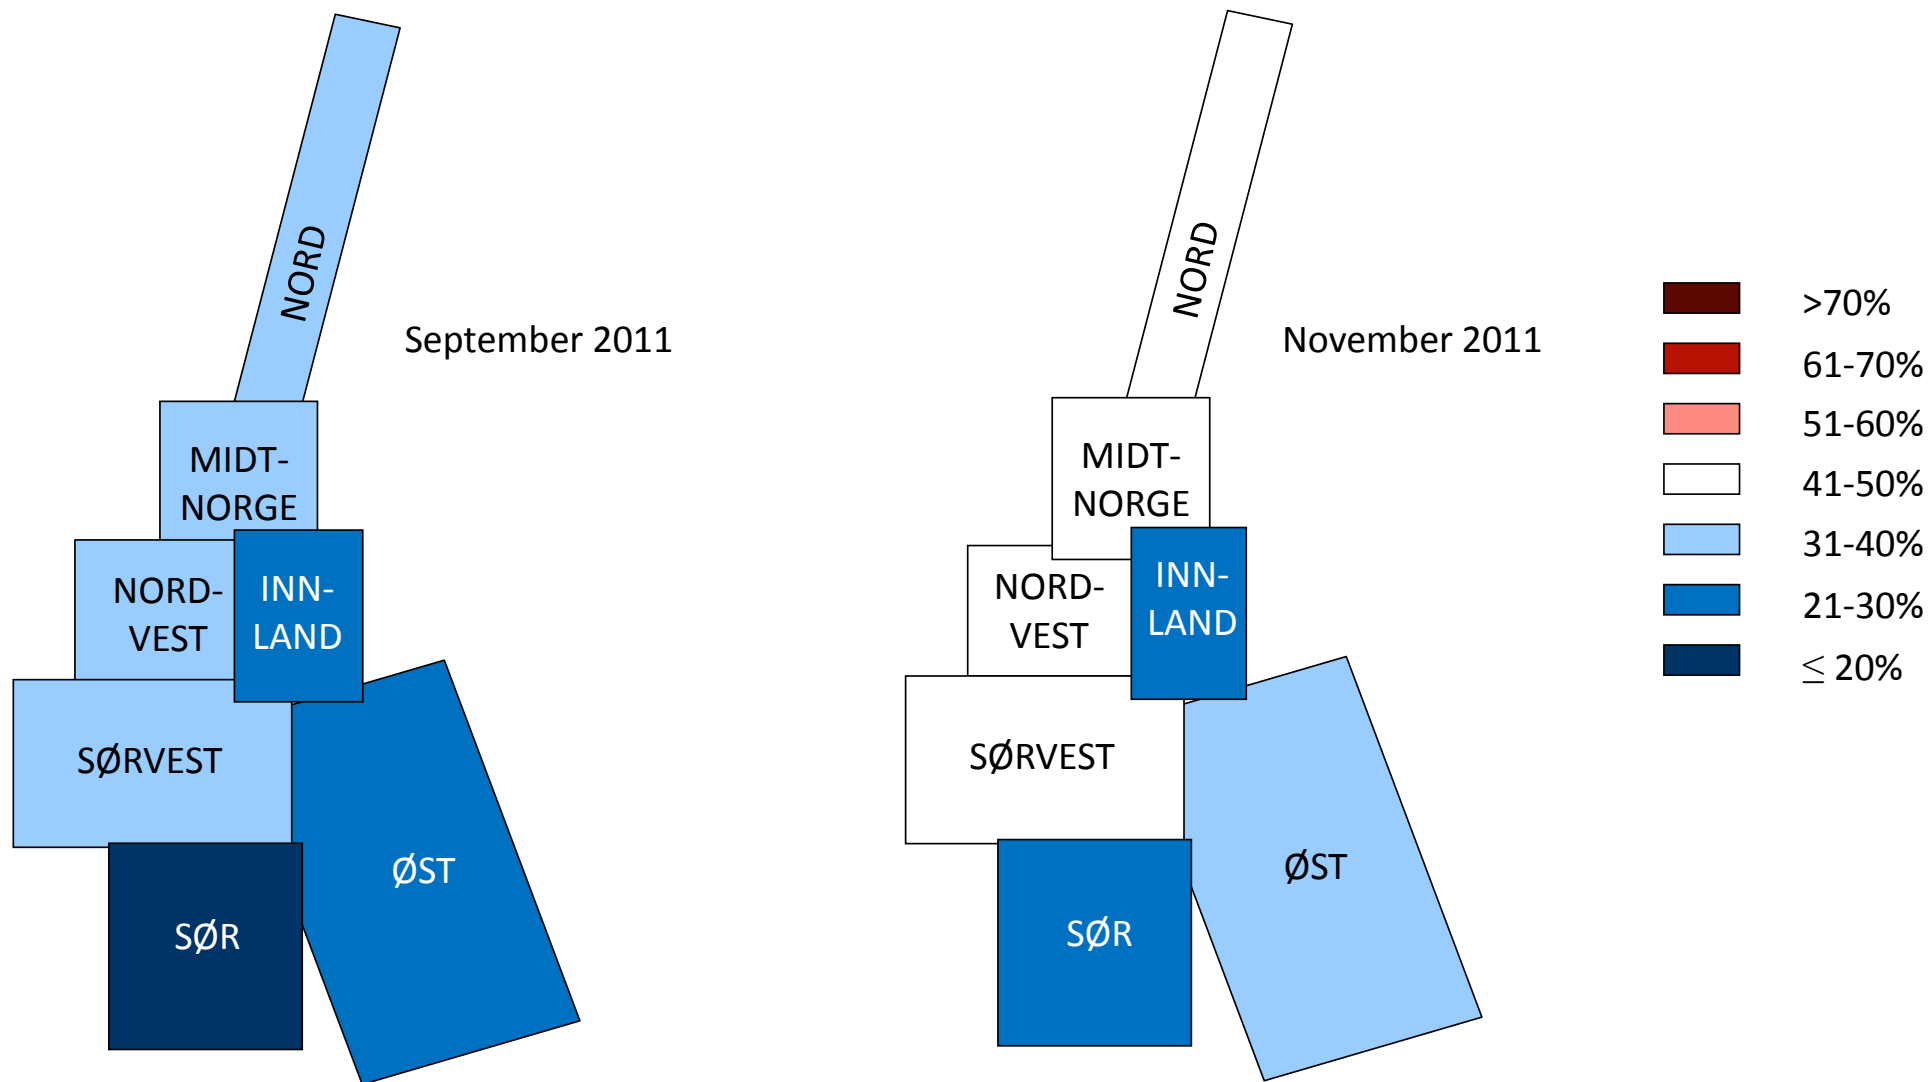 NORD
September 2011
MIDT-
NORGE
NORD-
VEST
INN-
LAND
SØRVEST
ØST
SØR
NORD
November 2011
MIDT-
NORGE
NORD-
VEST
INN-
LAND
SØRVEST
ØST
SØR
>70%
61-70%
51-60%
41-50%
31-40%
21-30%
≤ 20%